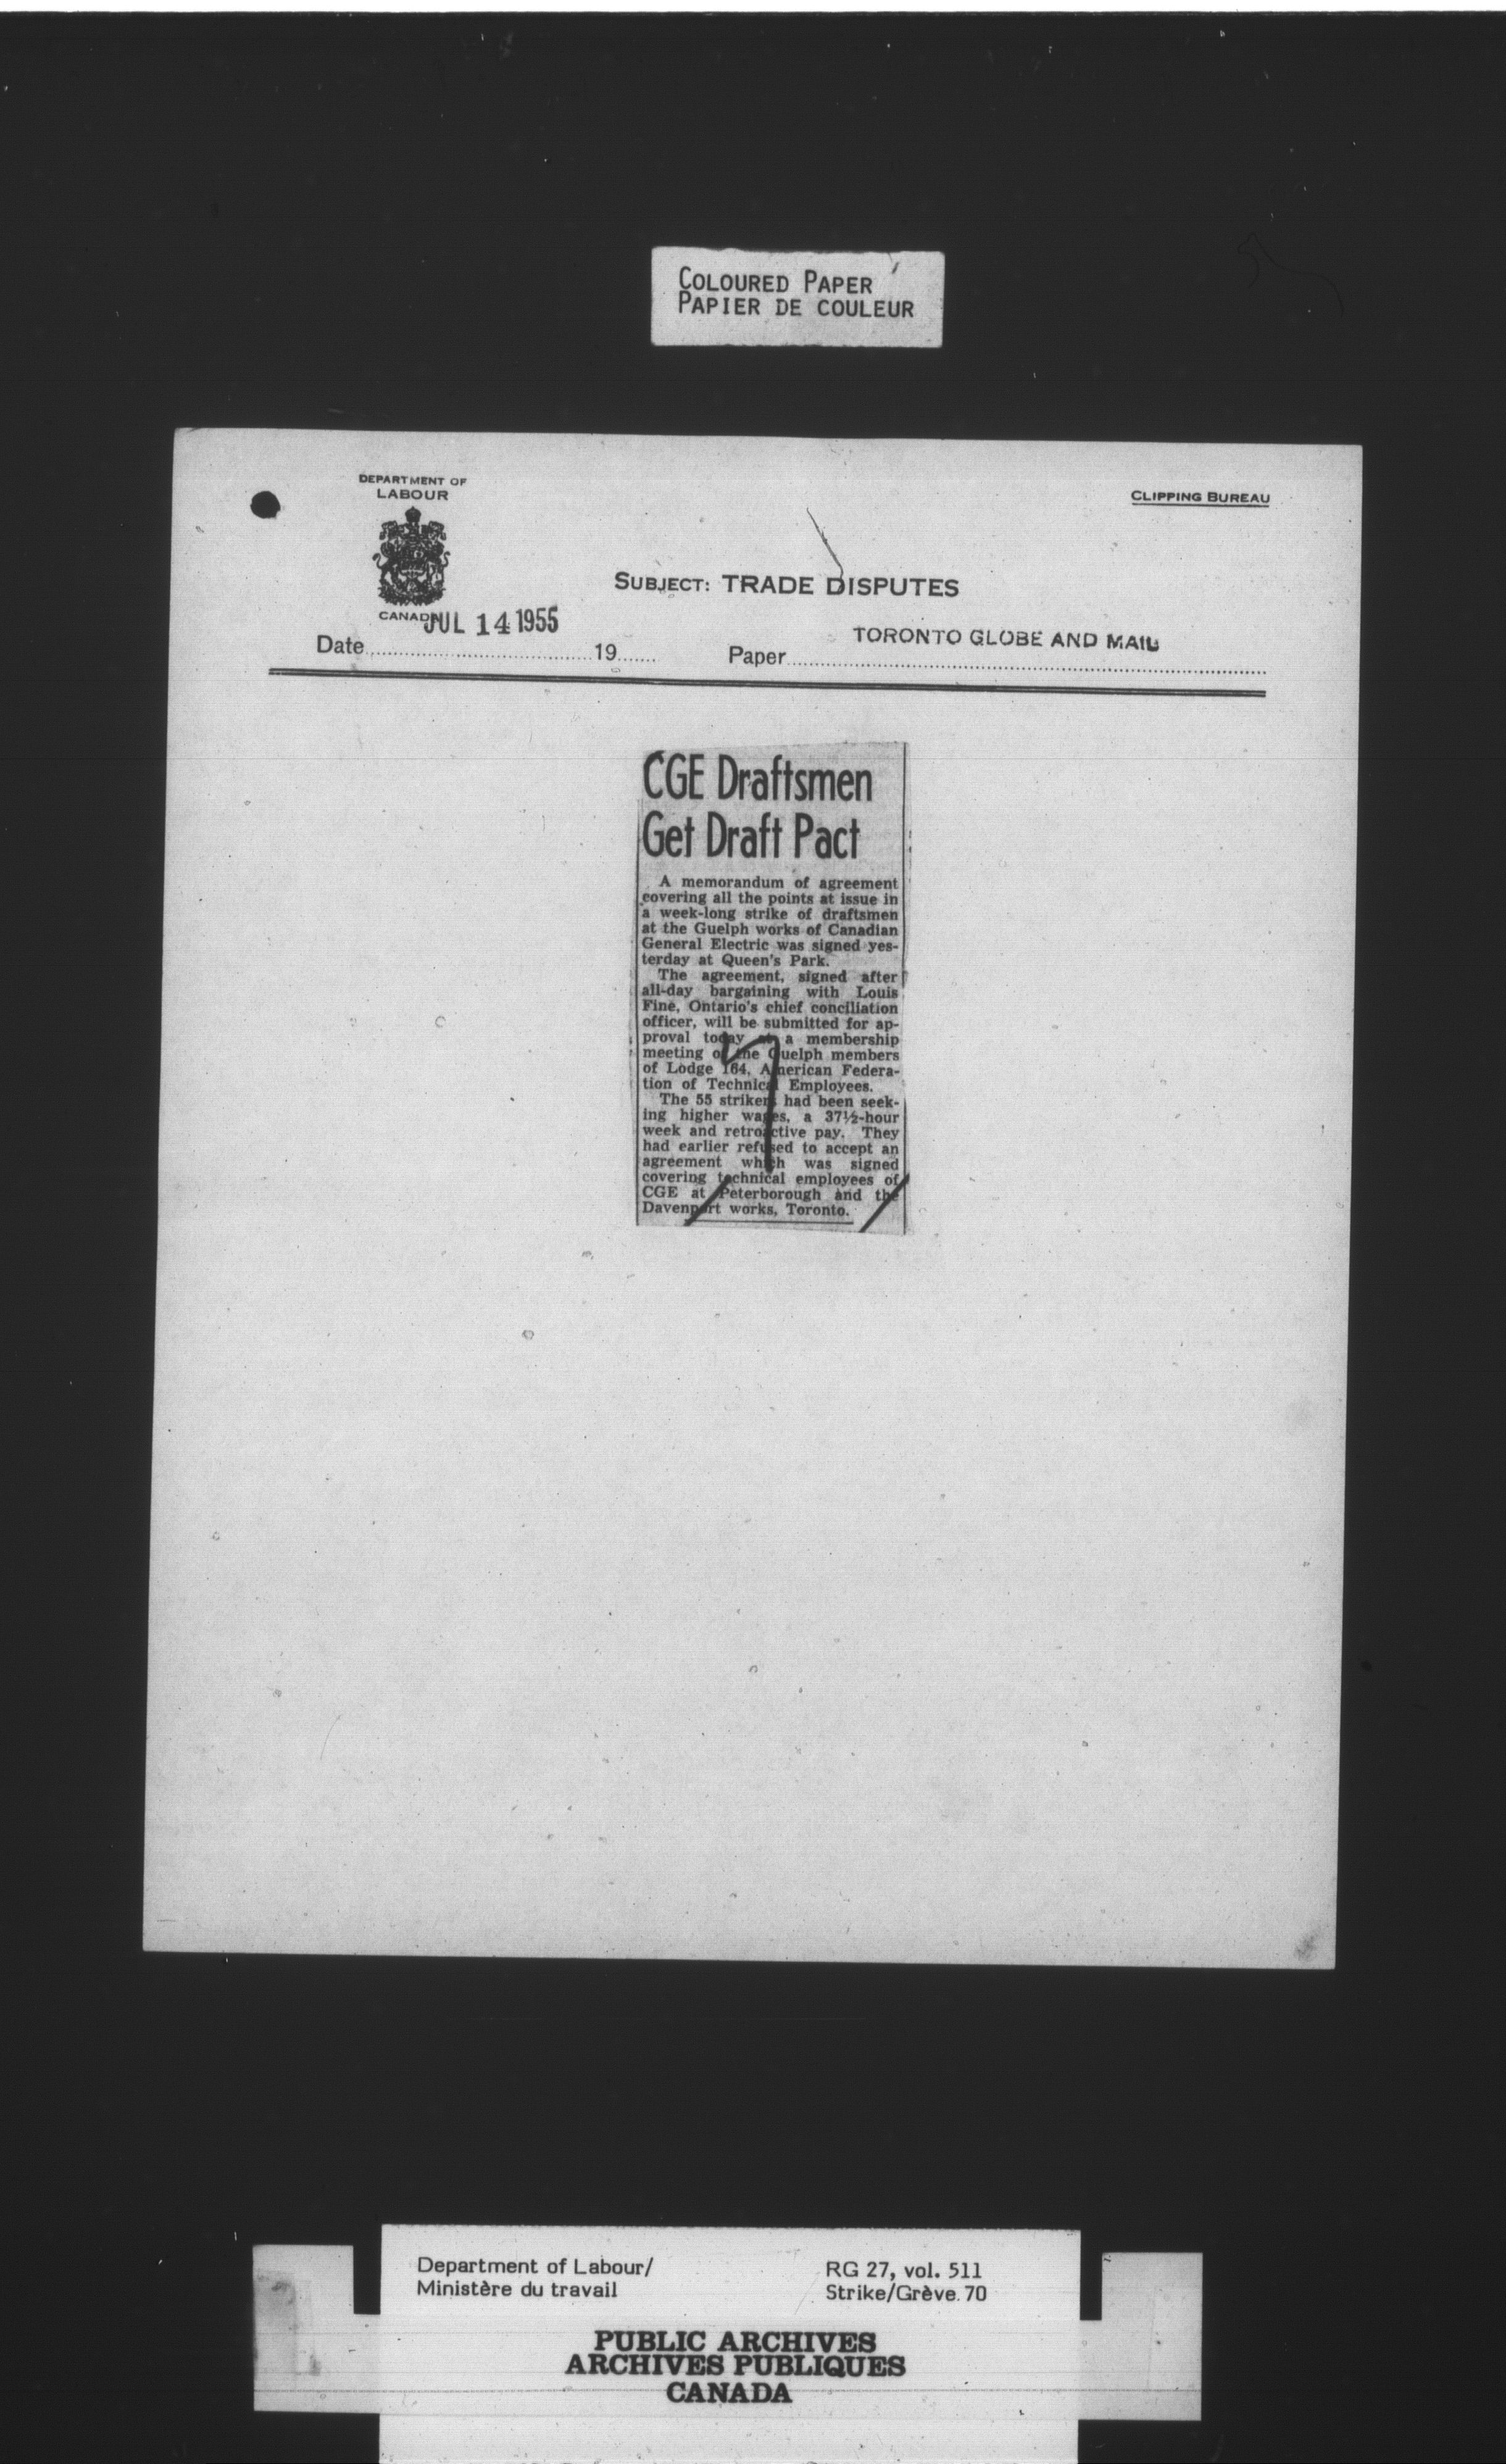 COLOURED PAPER
PAPIER DE COULEUR
DEPARTMENT OF
LABOUR
CANADA
CLIPPING BUREAU
SUBJECT: TRADE DISPUTES
JUL 14 1955
TORONTO GLOBE AND MAIL
Date 19 Paper
CGE Draftsmen
Get Draft Pact
A memorandum of agreement
covering all the points at issue in
a week-long strike of draftsmen
at the Guelph works of Canadian
General Electric was signed yes-
terday at Queen's Park.
The agreement, signed after
all-day bargaining with Louis
Fine, Ontario's chief conciliation
officer, will be submitted for ap-
proval today at a membership
meeting of the Guelph members
of Lodge 164, American Federa-
tion of Technical Employees.
The 55 strikers had been seek-
ing higher wages, a 37½-hour
week and retroactive pay. They
had earlier refused to accept an
agreement which was signed
covering technical employees of
CGE at Peterborough and the
Davenport works, Toronto.
Department of Labour/
Ministère du travail
RG 27, vol. 511
Strike/Grève 70
PUBLIC ARCHIVES
ARCHIVES PUBLIQUES
CANADA